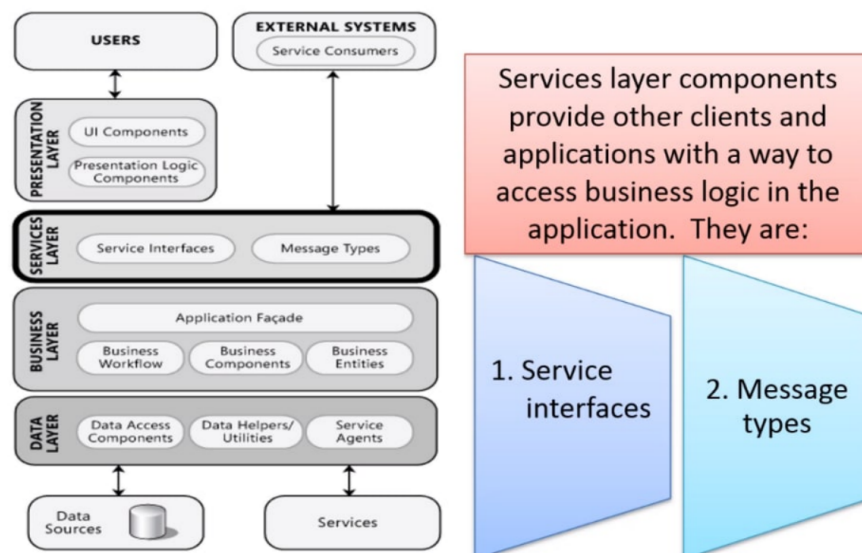 USERS
EXTERNAL SYSTEMS
Service Consumers
PRESENTATION
LAYER
UI Components
Presentation Logic
Components
SERVICES
LAYER
Service Interfaces
Message Types
BUSINESS
LAYER
Application Façade
Business
Workflow
Business
Components
Business
Entities
DATA
LAYER
Data Access
Components
Data Helpers/
Utilities
Service
Agents
Data
Sources
Services
Services layer components
provide other clients and
applications with a way to
access business logic in the
application.  They are:
1. Service
interfaces
2. Message
types